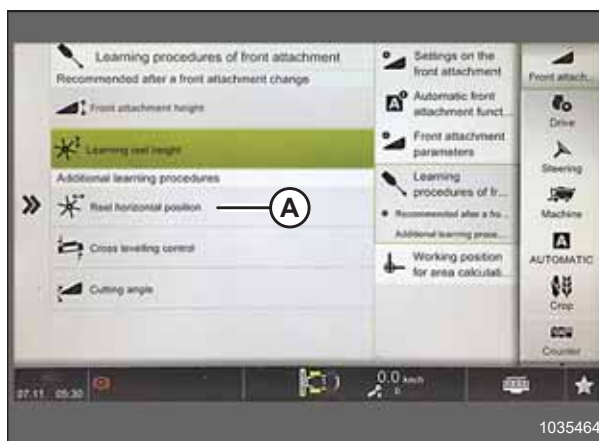 Learning procedures of front attachment
Recommended after a front attachment change
Front attachment height
Learning reel height
Additional learning procedures
Reel horizontal position
A
Cross levelling control
Cutting angle
Settings on the
front attachment
Automatic front
attachment funct...
Front attachment
parameters
Learning
procedures of fr...
Recommended after a fro...
Additional learning proce...
Working position
for area calculati...
Front attach...
Drive
Steering
Machine
A
AUTOMATIC
Crop
Counter
07:11 05:30
0.0 km/h
0
1035464